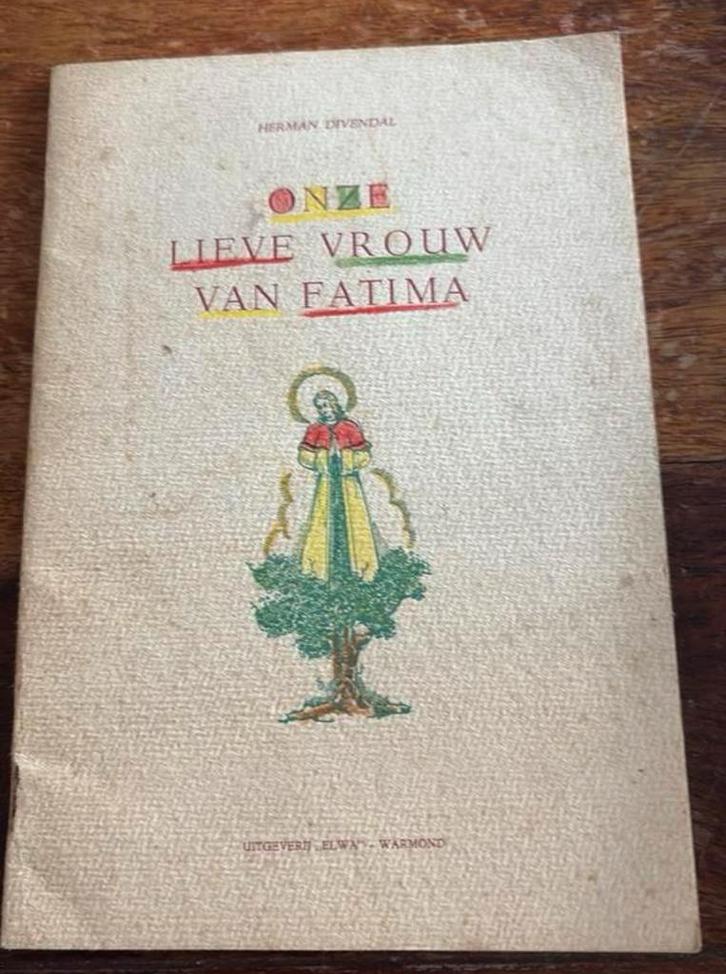 HERMAN DIVENDAL
ONZE
LIEVE VROUW
VAN FATIMA
UITGEVERIJ „ELWA” - WARMOND